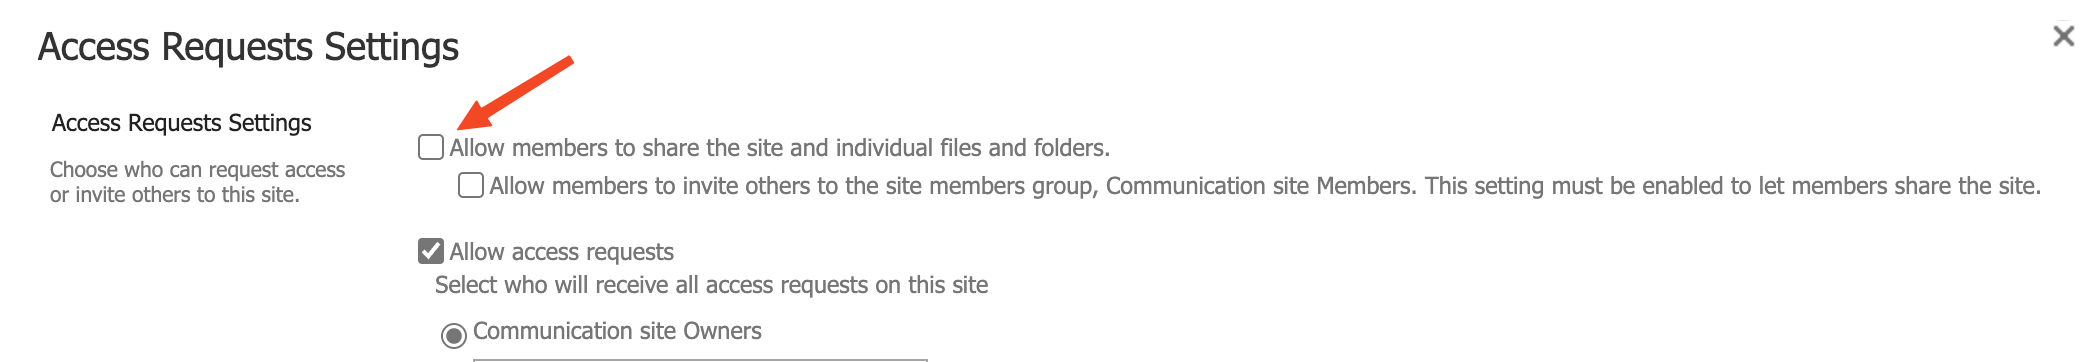 Access Requests Settings
Access Requests Settings
Choose who can request access
or invite others to this site.
Allow members to share the site and individual files and folders.
Allow members to invite others to the site members group, Communication site Members. This setting must be enabled to let members share the site.
Allow access requests
Select who will receive all access requests on this site
Communication site Owners